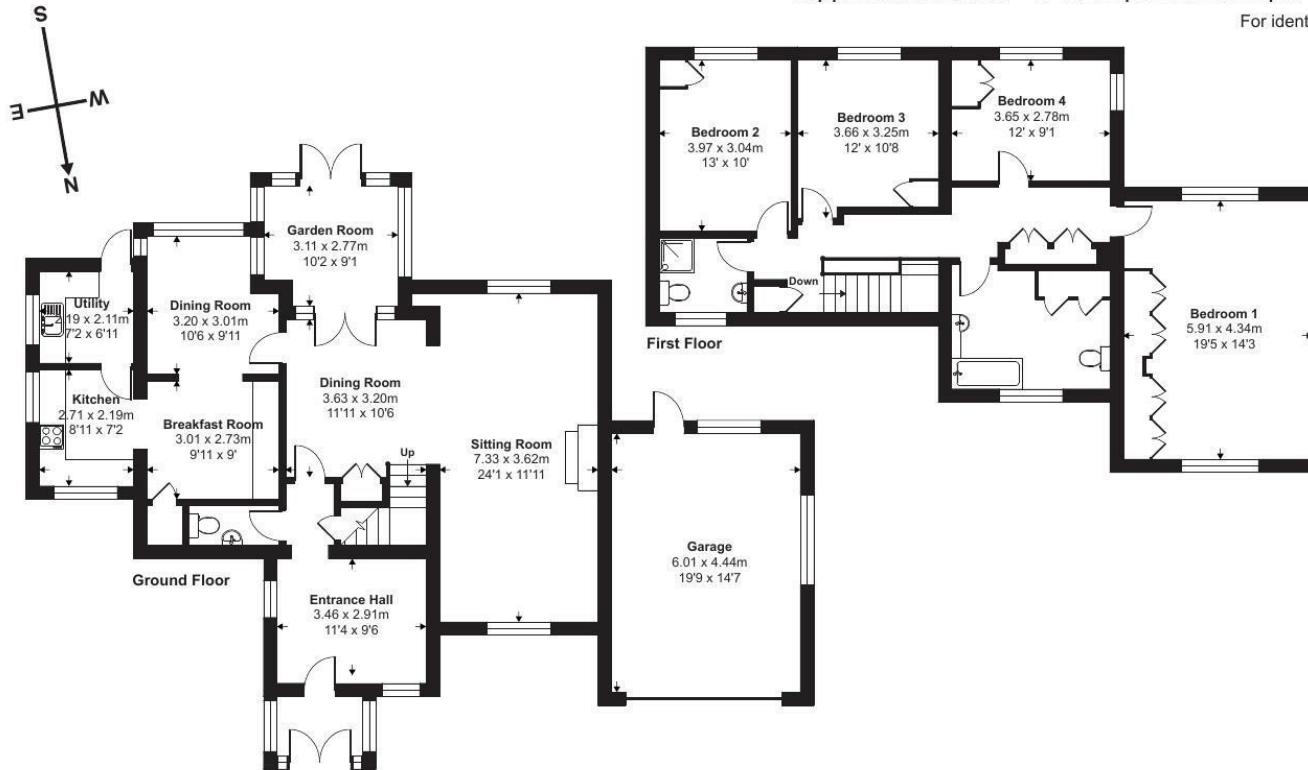 For ident
S
E
W
N
Garden Room
3.11 x 2.77m
10'2 x 9'1
Utility
2.19 x 2.11m
7'2 x 6'11
Dining Room
3.20 x 3.01m
10'6 x 9'11
Kitchen
2.71 x 2.19m
8'11 x 7'2
Breakfast Room
3.01 x 2.73m
9'11 x 9'
Dining Room
3.63 x 3.20m
11'11 x 10'6
Up
Sitting Room
7.33 x 3.62m
24'1 x 11'11
Ground Floor
Entrance Hall
3.46 x 2.91m
11'4 x 9'6
Garage
6.01 x 4.44m
19'9 x 14'7
Bedroom 2
3.97 x 3.04m
13' x 10'
Bedroom 3
3.66 x 3.25m
12' x 10'8
Bedroom 4
3.65 x 2.78m
12' x 9'1
Down
Bedroom 1
5.91 x 4.34m
19'5 x 14'3
First Floor